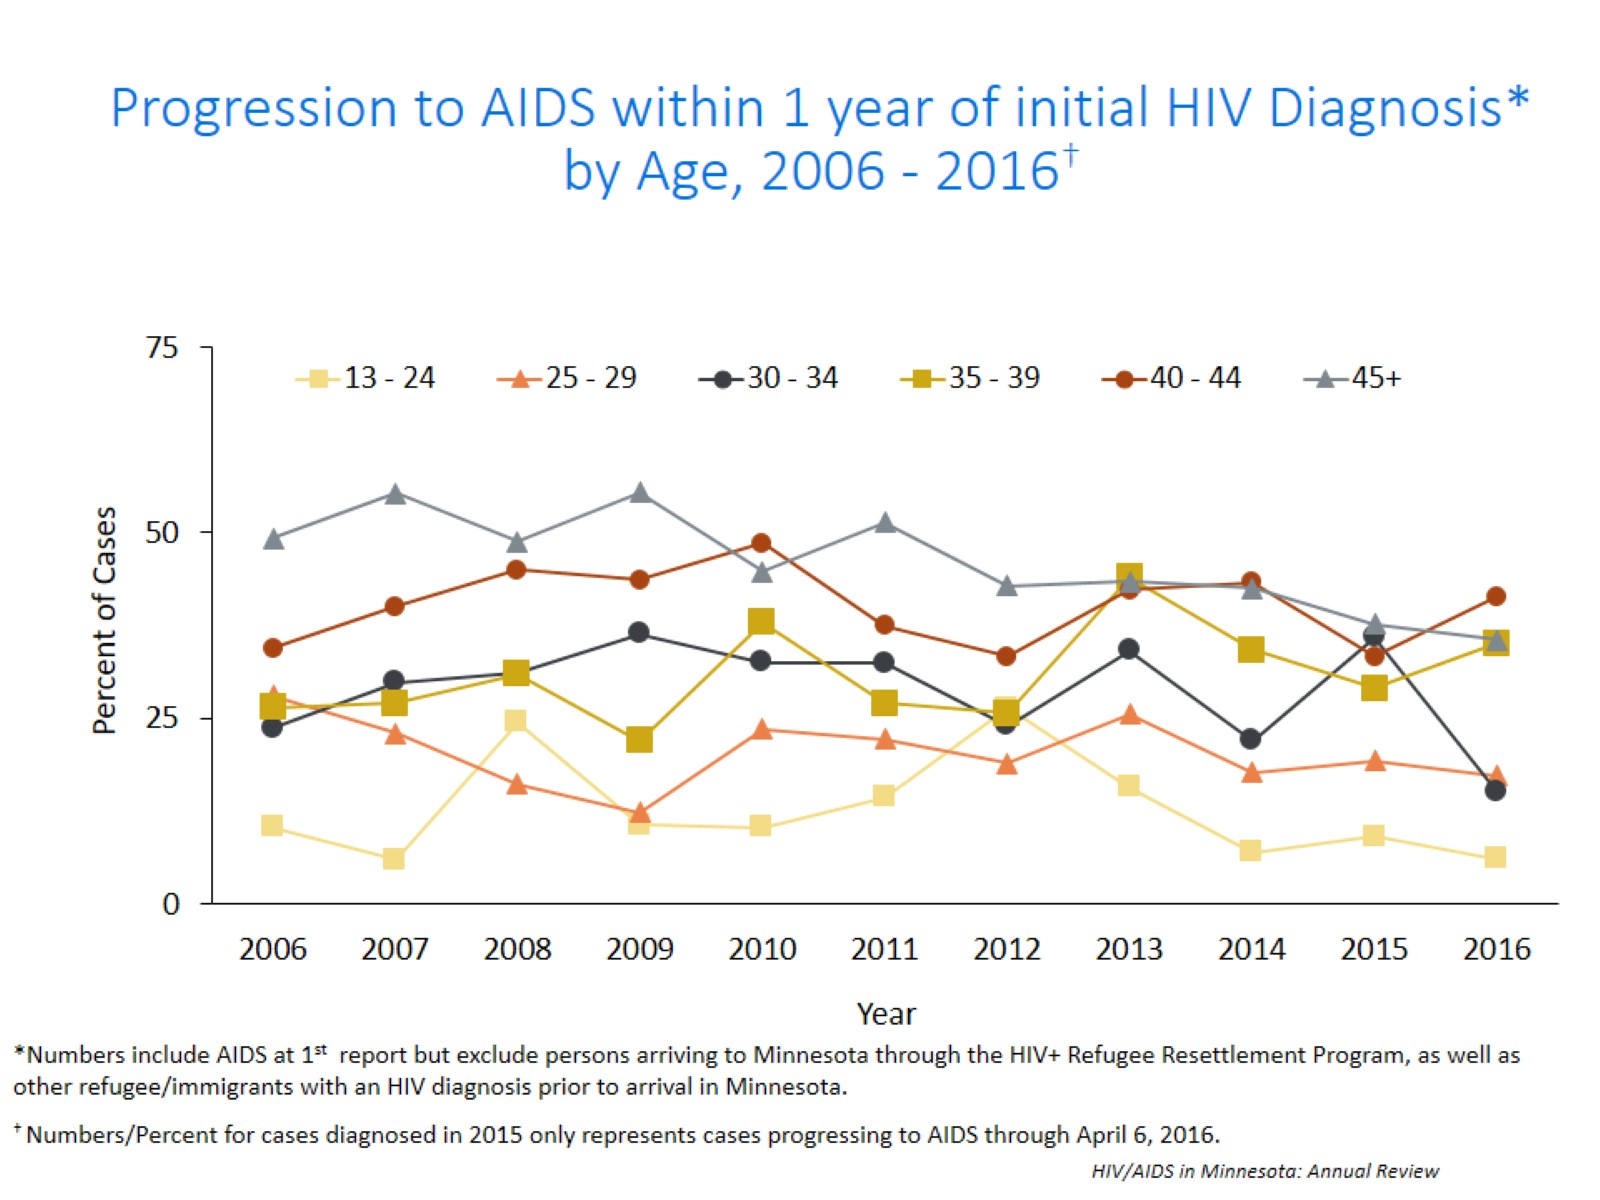 Progression to AIDS within 1 year of initial HIV Diagnosis*
by Age, 2006 - 2016†
75
13 - 24 25 - 29 30 - 34 35 - 39 40 - 44 45+
50
25
0
Percent of Cases
2006 2007 2008 2009 2010 2011 2012 2013 2014 2015 2016
Year
*Numbers include AIDS at 1st report but exclude persons arriving to Minnesota through the HIV+ Refugee Resettlement Program, as well as
other refugee/immigrants with an HIV diagnosis prior to arrival in Minnesota.
† Numbers/Percent for cases diagnosed in 2015 only represents cases progressing to AIDS through April 6, 2016.
HIV/AIDS in Minnesota: Annual Review